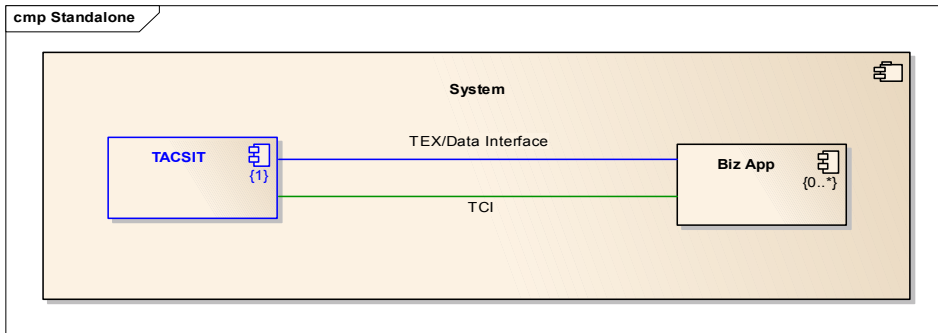 cmp Standalone
System
TEX/Data Interface
TACSIT
{1}
Biz App
{0..*}
TCI